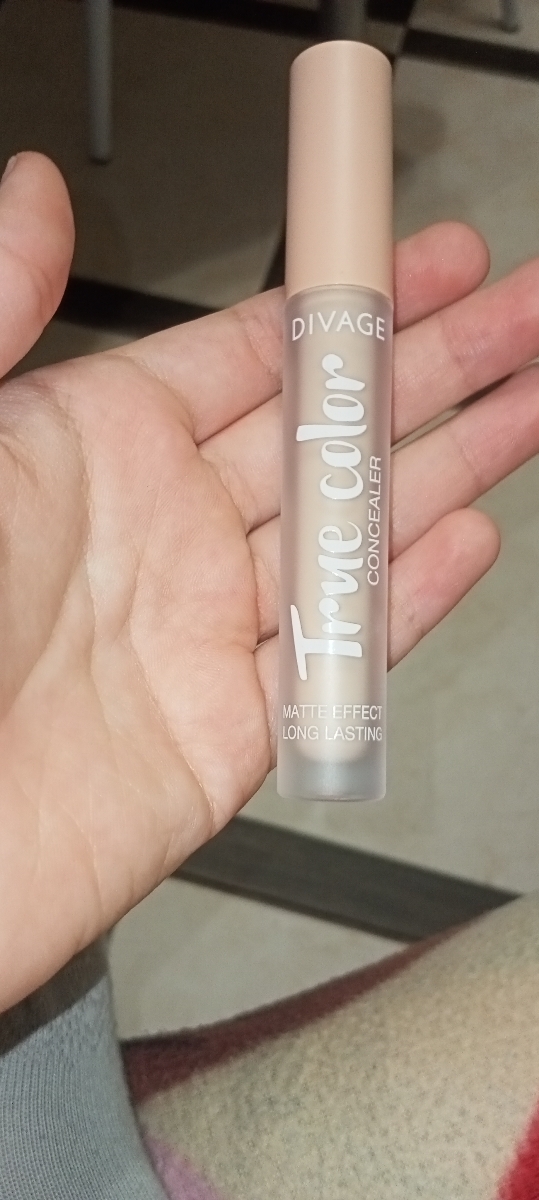 DIVAGE
True color
CONCEALER
MATTE EFFECT
LONG LASTING